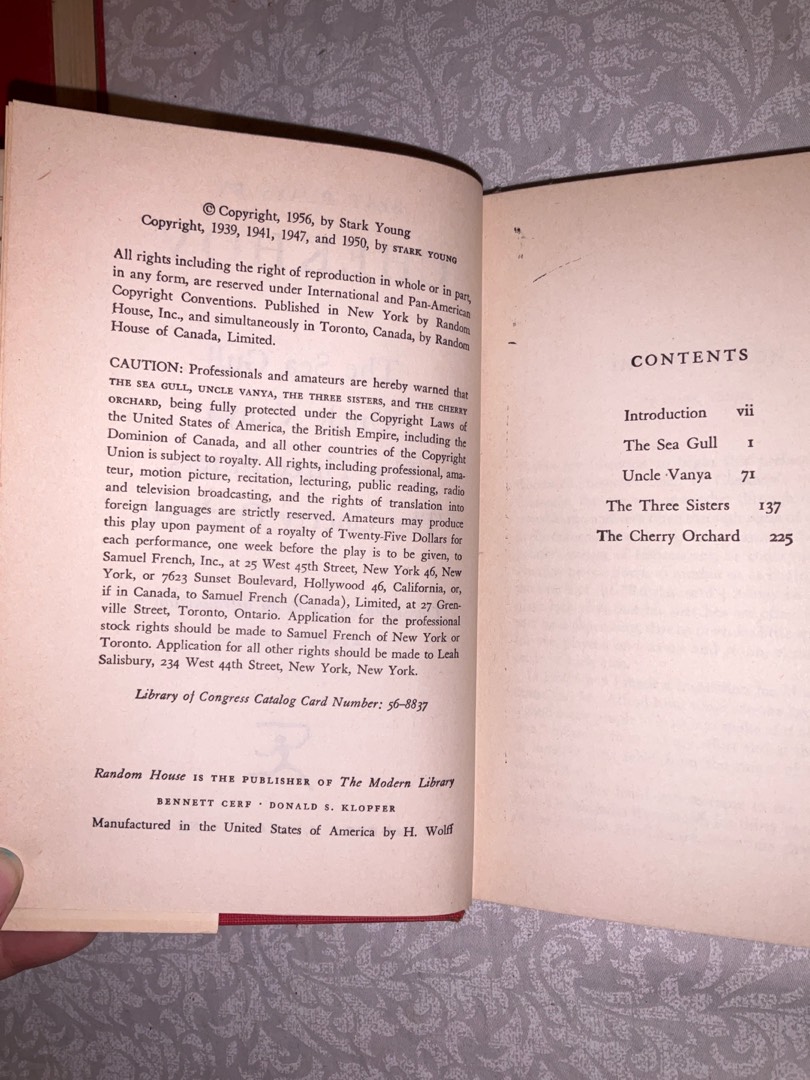 © Copyright, 1956, by Stark Young
Copyright, 1939, 1941, 1947, and 1950, by STARK YOUNG
All rights including the right of reproduction in whole or in part,
in any form, are reserved under International and Pan-American
Copyright Conventions. Published in New York by Random
House, Inc., and simultaneously in Toronto, Canada, by Random
House of Canada, Limited.
CAUTION: Professionals and amateurs are hereby warned that
THE SEA GULL, UNCLE VANYA, THE THREE SISTERS, and THE CHERRY
ORCHARD, being fully protected under the Copyright Laws of
the United States of America, the British Empire, including the
Dominion of Canada, and all other countries of the Copyright
Union is subject to royalty. All rights, including professional, ama-
teur, motion picture, recitation, lecturing, public reading, radio
and television broadcasting, and the rights of translation into
foreign languages are strictly reserved. Amateurs may produce
this play upon payment of a royalty of Twenty-Five Dollars for
each performance, one week before the play is to be given, to
Samuel French, Inc., at 25 West 45th Street, New York 46, New
York, or 7623 Sunset Boulevard, Hollywood 46, California, or,
if in Canada, to Samuel French (Canada), Limited, at 27 Gren-
ville Street, Toronto, Ontario. Application for the professional
stock rights should be made to Samuel French of New York or
Toronto. Application for all other rights should be made to Leah
Salisbury, 234 West 44th Street, New York, New York.
Library of Congress Catalog Card Number: 56–8837
Random House IS THE PUBLISHER OF The Modern Library
BENNETT CERF · DONALD S. KLOPFER
Manufactured in the United States of America by H. Wolff
CONTENTS
Introduction vii
The Sea Gull 1
Uncle Vanya 71
The Three Sisters 137
The Cherry Orchard 225